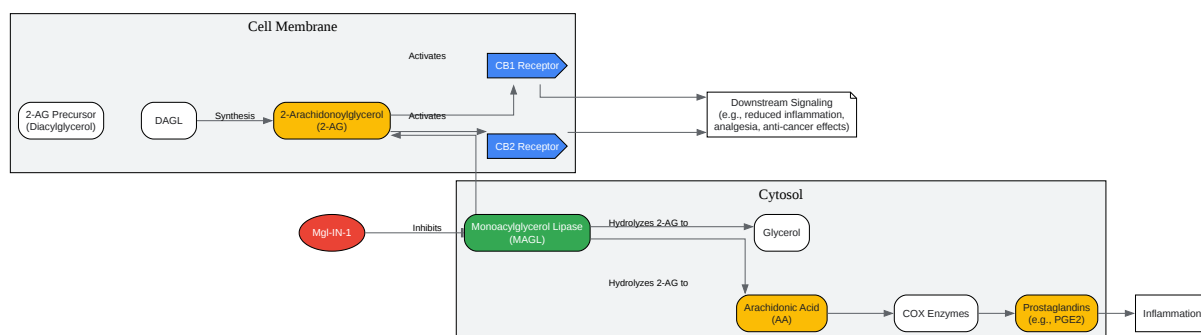 Cell Membrane
Activates
CB1 Receptor
2-AG Precursor
(Diacylglycerol)
DAGL
Synthesis
2-Arachidonoylglycerol
(2-AG)
Activates
CB2 Receptor
Downstream Signaling
(e.g., reduced inflammation,
analgesia, anti-cancer effects)
Cytosol
Mgl-IN-1
Inhibits
Monoacylglycerol Lipase
(MAGL)
Hydrolyzes 2-AG to
Glycerol
Hydrolyzes 2-AG to
Arachidonic Acid
(AA)
COX Enzymes
Prostaglandins
(e.g., PGE2)
Inflammation